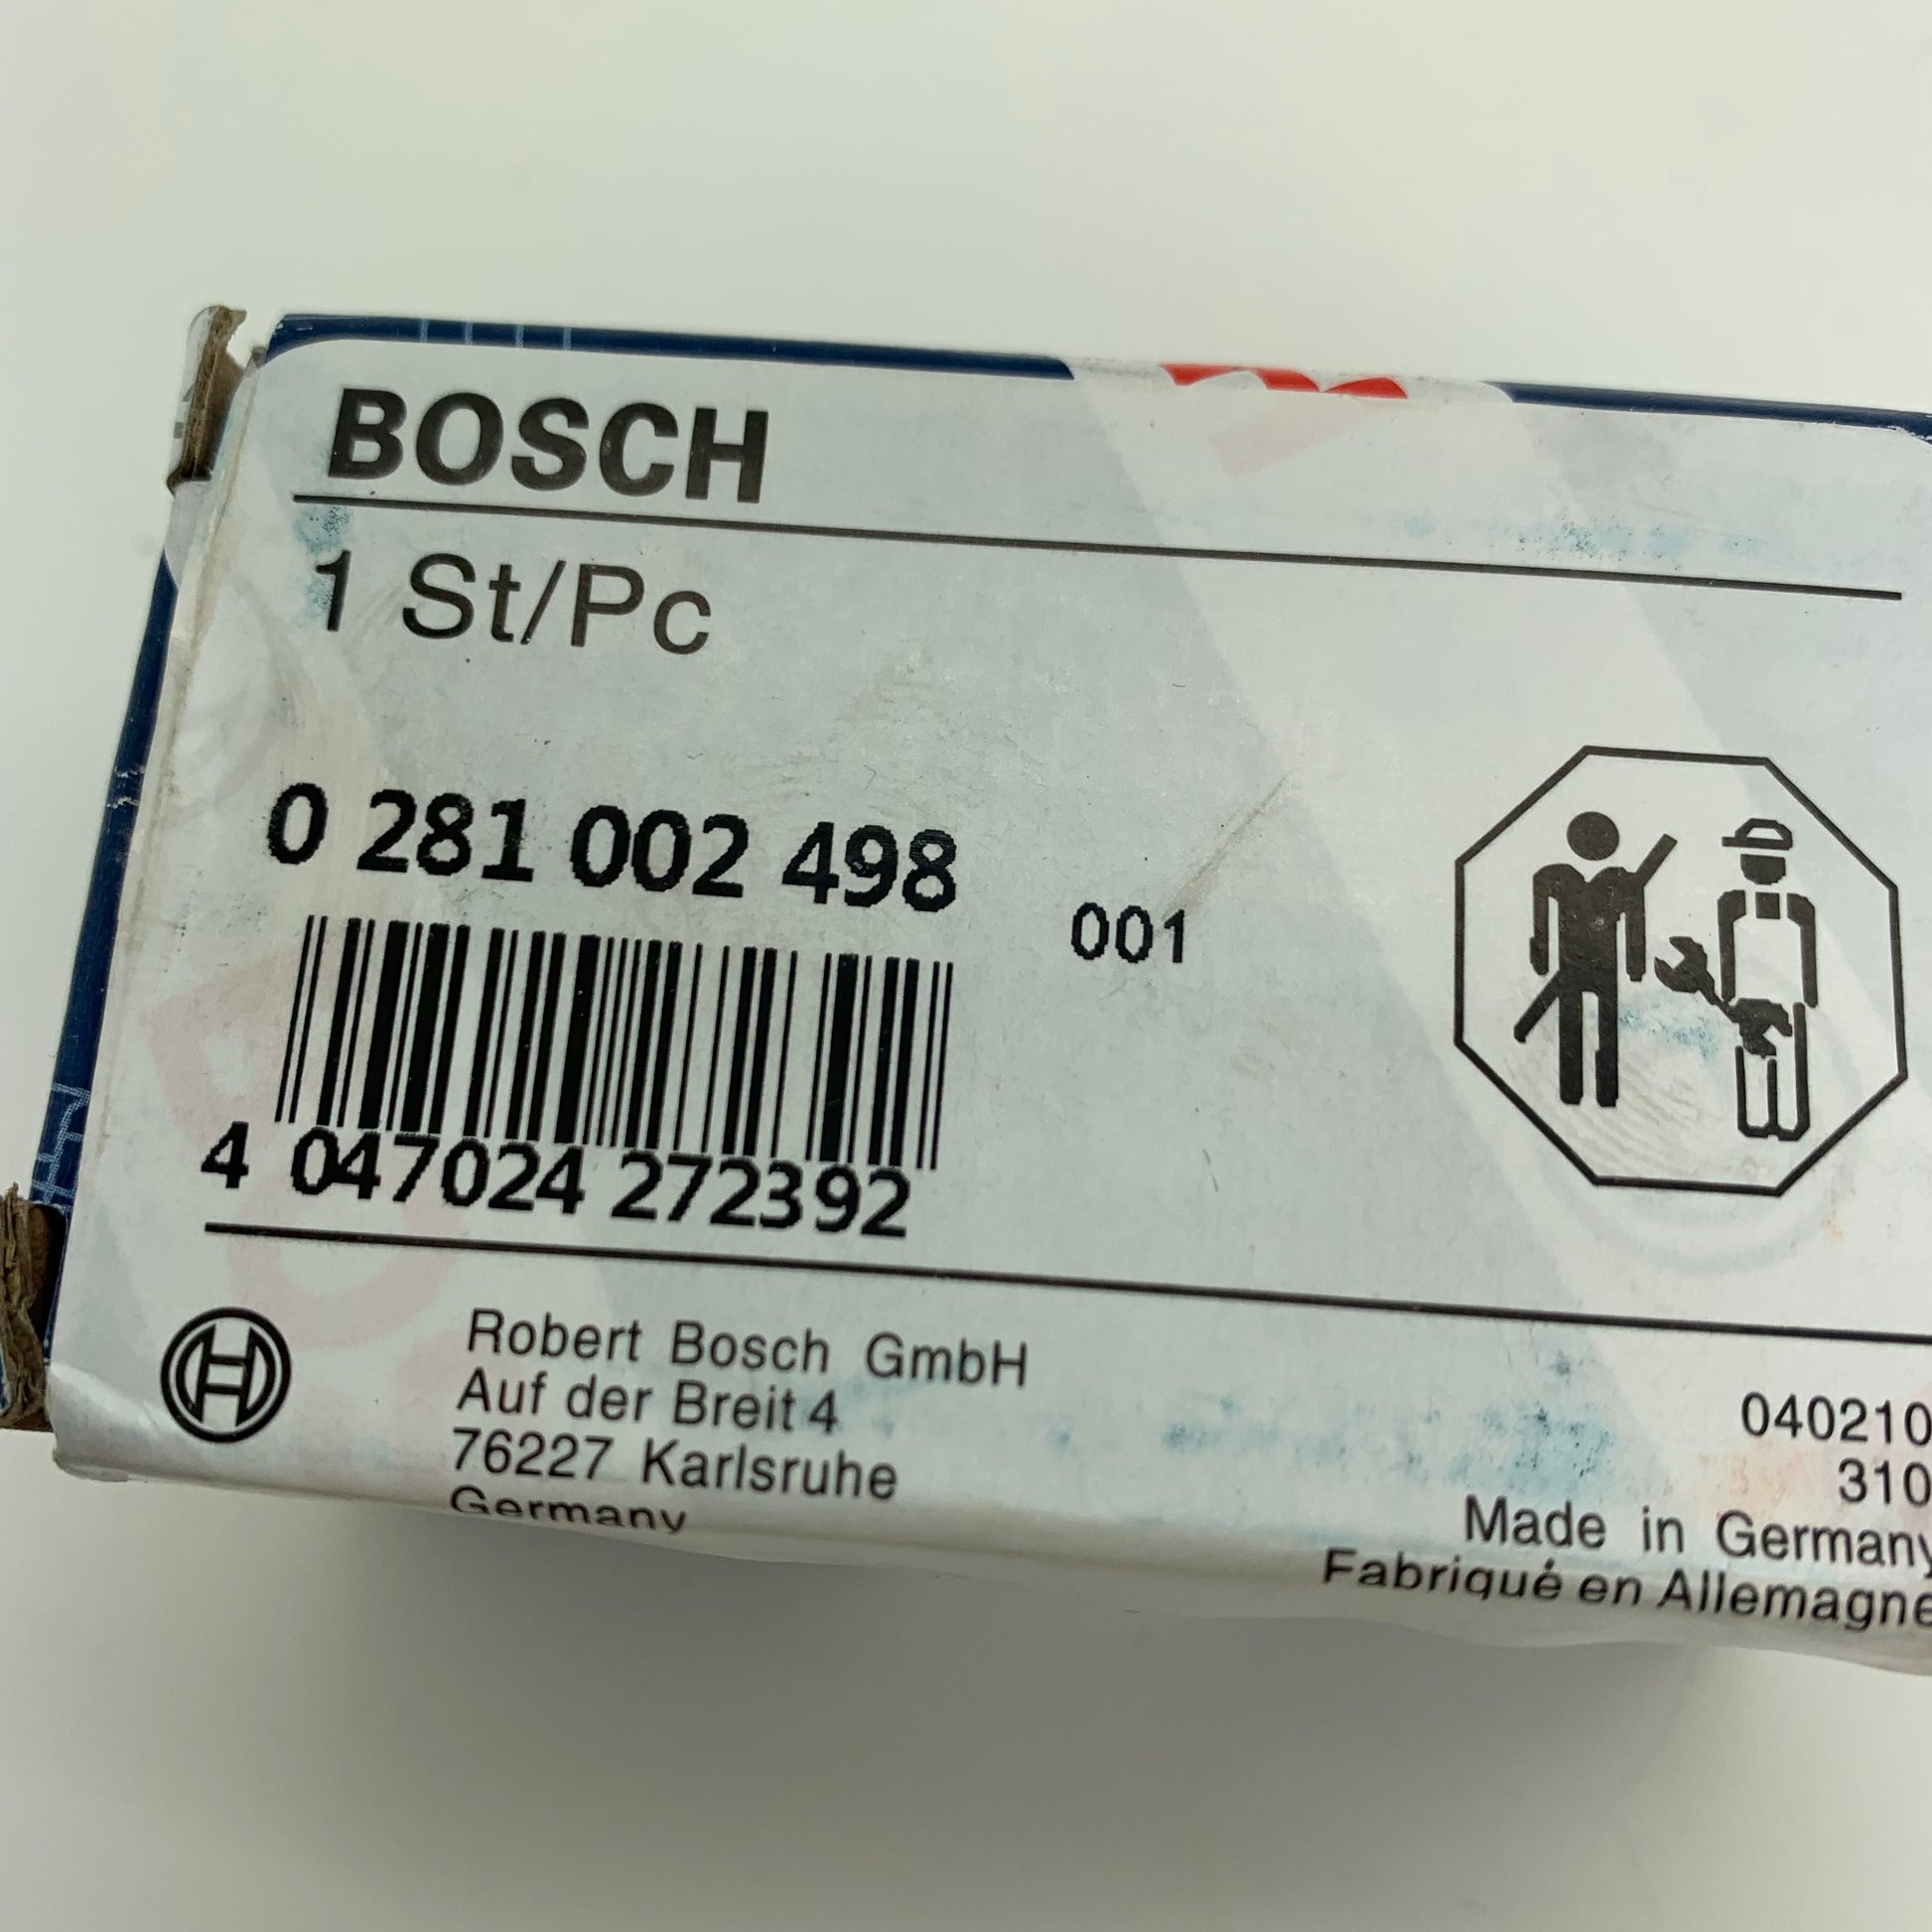 BOSCH
1 St/Pc
0 281 002 498
001
4 047024 272392
Robert Bosch GmbH
Auf der Breit 4
76227 Karlsruhe
Germany
040210
310
Made in Germany
Fabriqué en Allemagne